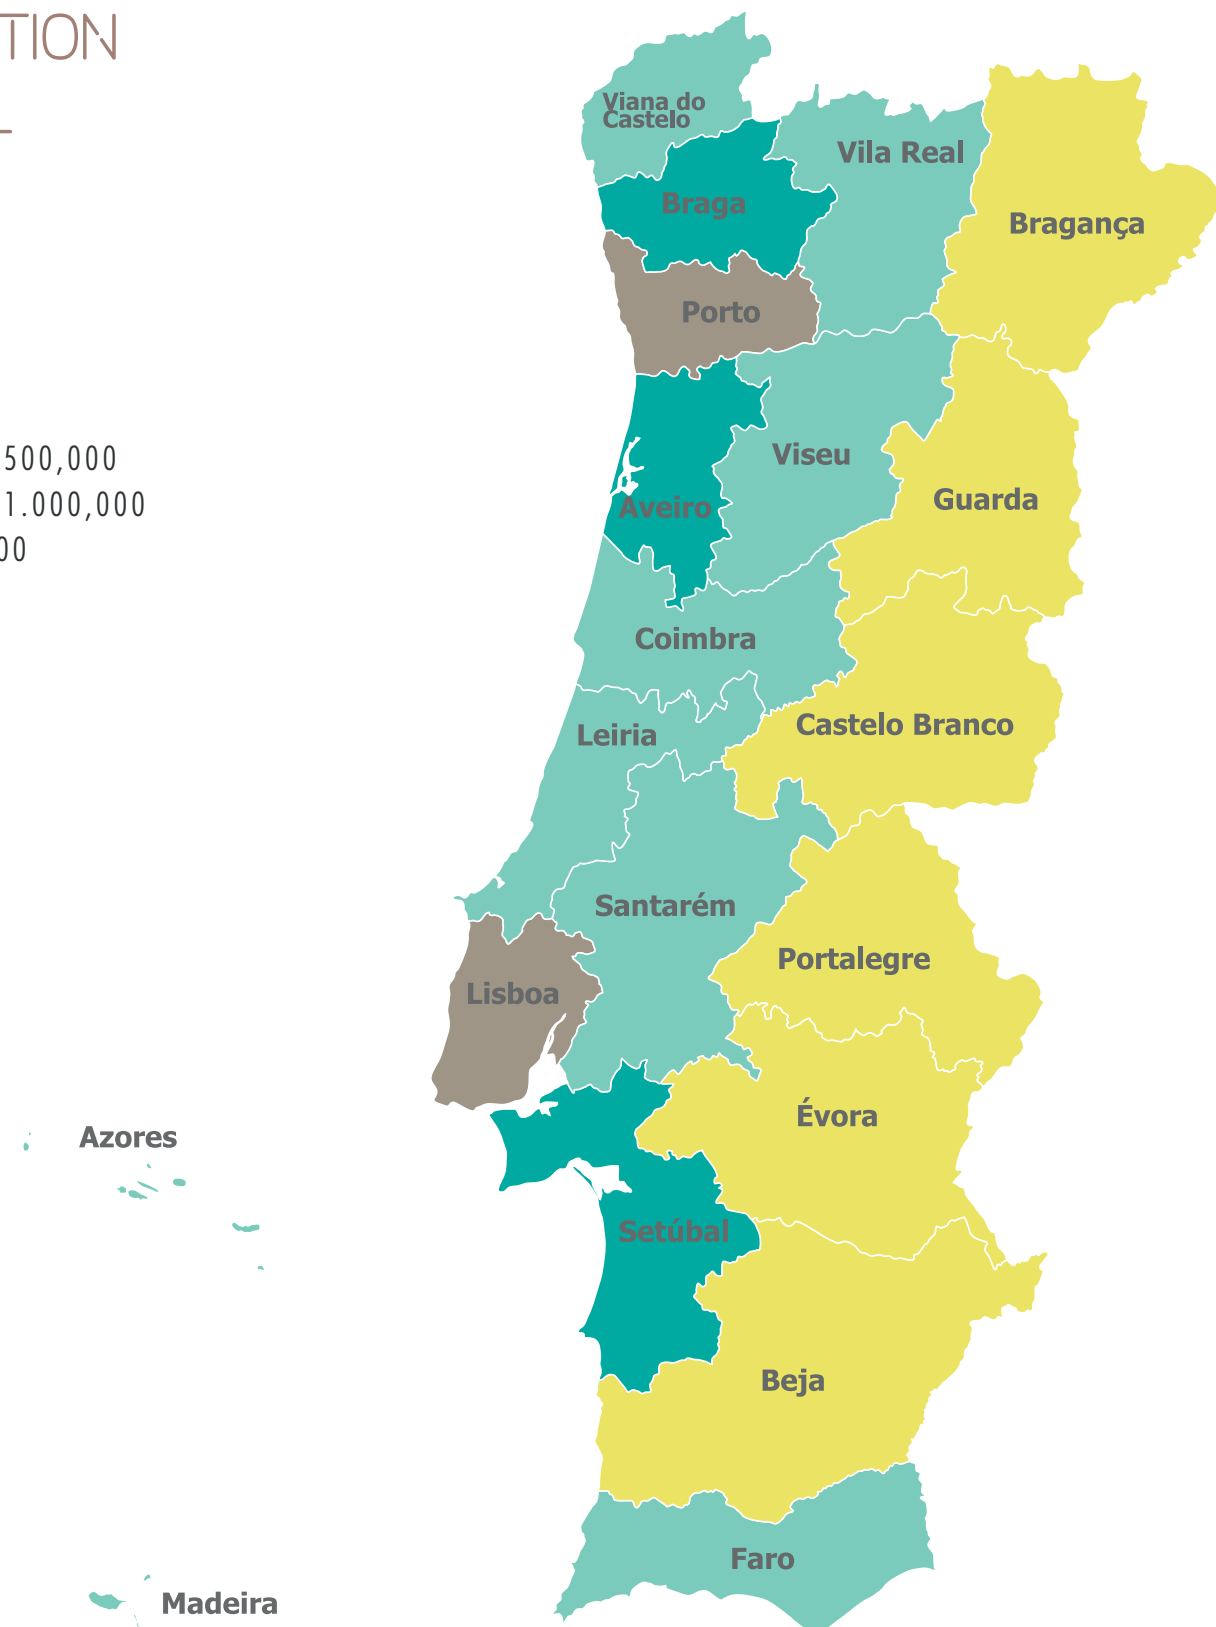 TION
500,000
1.000,000
00
Viana do
Castelo
Vila Real
Braga
Bragança
Porto
Viseu
Guarda
Aveiro
Coimbra
Castelo Branco
Leiria
Santarém
Portalegre
Lisboa
Évora
Azores
Setúbal
Beja
Faro
Madeira